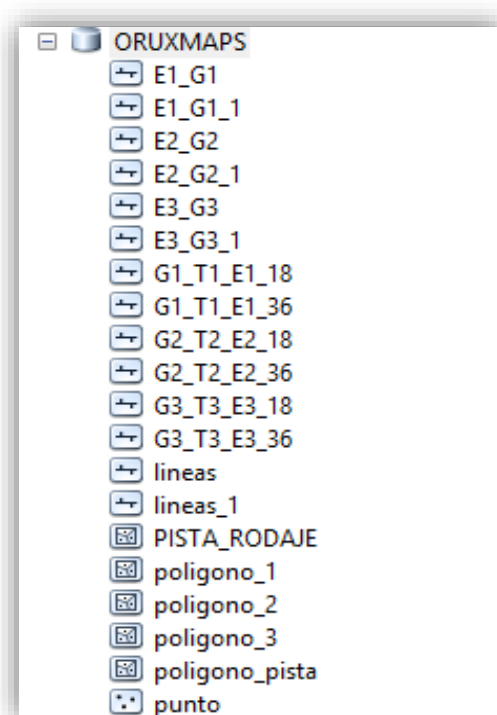 ORUXMAPS
E1_G1
E1_G1_1
E2_G2
E2_G2_1
E3_G3
E3_G3_1
G1_T1_E1_18
G1_T1_E1_36
G2_T2_E2_18
G2_T2_E2_36
G3_T3_E3_18
G3_T3_E3_36
lineas
lineas_1
PISTA_RODAJE
poligono_1
poligono_2
poligono_3
poligono_pista
punto